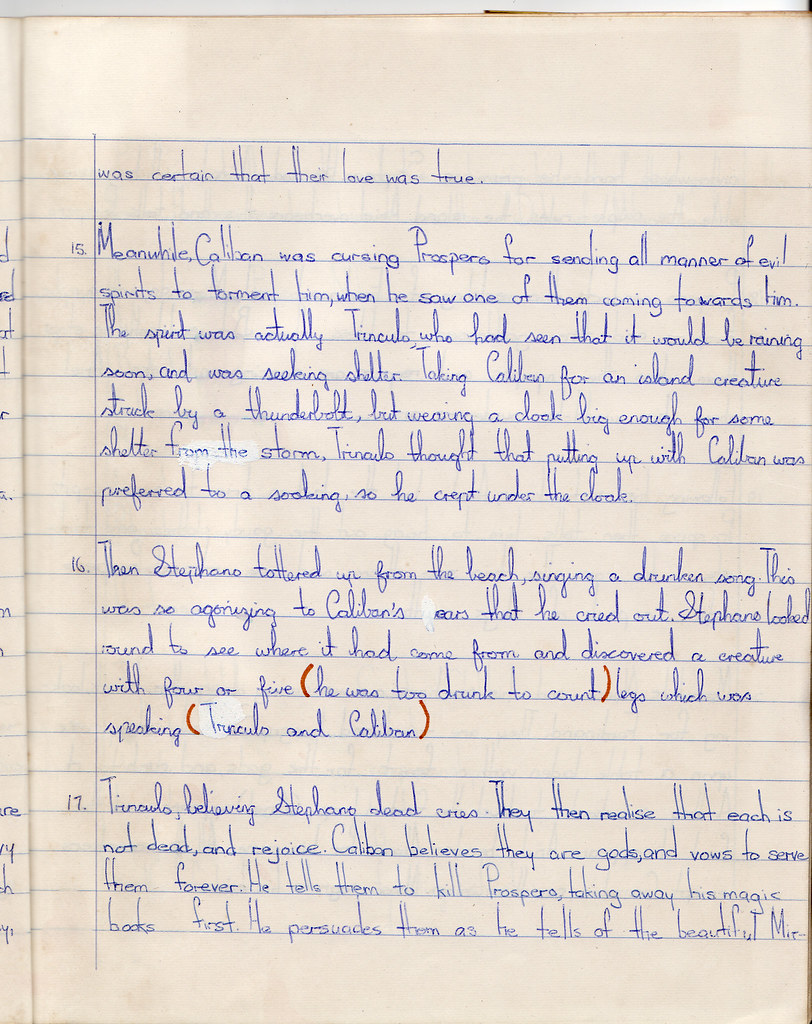 was certain that their love was true.
15. Meanwhile, Caliban was cursing Prospero for sending all manner of evil
spirits to torment him, when he saw one of them coming towards him.
The spirit was actually Trinculo, who had seen that it would be raining
soon, and was seeking shelter. Taking Caliban for an island creature
struck by a thunderbolt, but wearing a cloak big enough for some
shelter from the storm, Trinculo thought that putting up with Caliban was
preferred to a soaking, so he crept under the cloak.
16. Then Stephano tottered up from the beach, singing a drunken song. This
was so agonizing to Caliban's ears that he cried out. Stephano looked
round to see where it had come from and discovered a creature
with four or five (he was too drunk to count) legs which was
speaking (Trinculo and Caliban)
17. Trinculo, believing Stephano dead cries. They then realise that each is
not dead, and rejoice. Caliban believes they are gods, and vows to serve
them forever. He tells them to kill Prospero, taking away his magic
books first. He persuades them as he tells of the beautiful Mir-